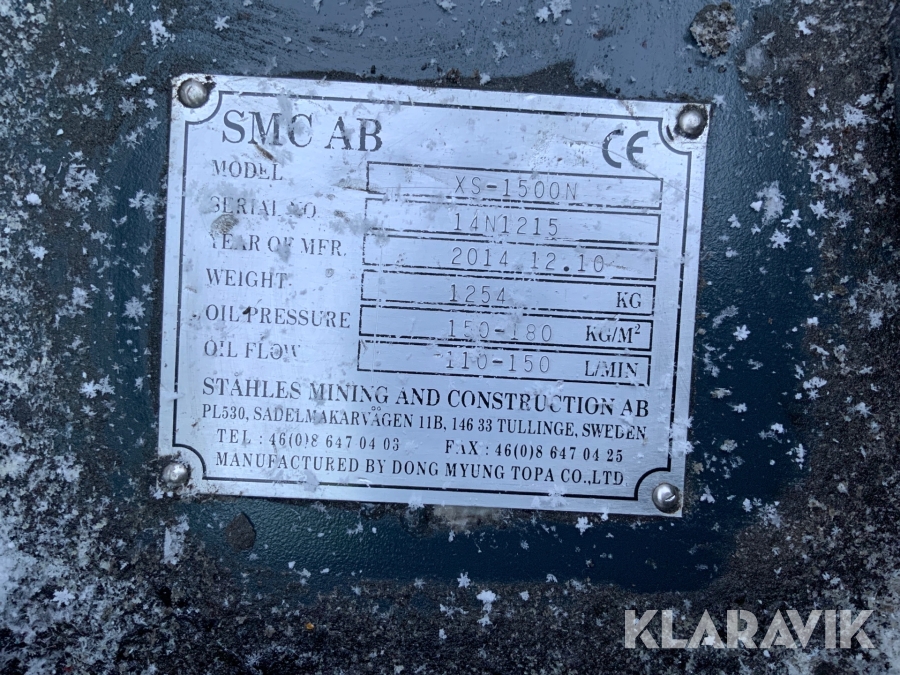 SMC AB CE
MODEL XS-1500N
SERIAL NO 14N1215
YEAR OF MFR. 2014.12.10
WEIGHT 1254 KG
OIL PRESSURE 150-180 KG/M²
OIL FLOW 110-150 L/MIN
STAHLES MINING AND CONSTRUCTION AB
PL530, SADELMAKARVÅGEN 11B, 146 33 TULLINGE, SWEDEN
TEL : 46(0)8 647 04 03 FAX : 46(0)8 647 04 25
MANUFACTURED BY DONG MYUNG TOPA CO.,LTD.
KLARAVIK